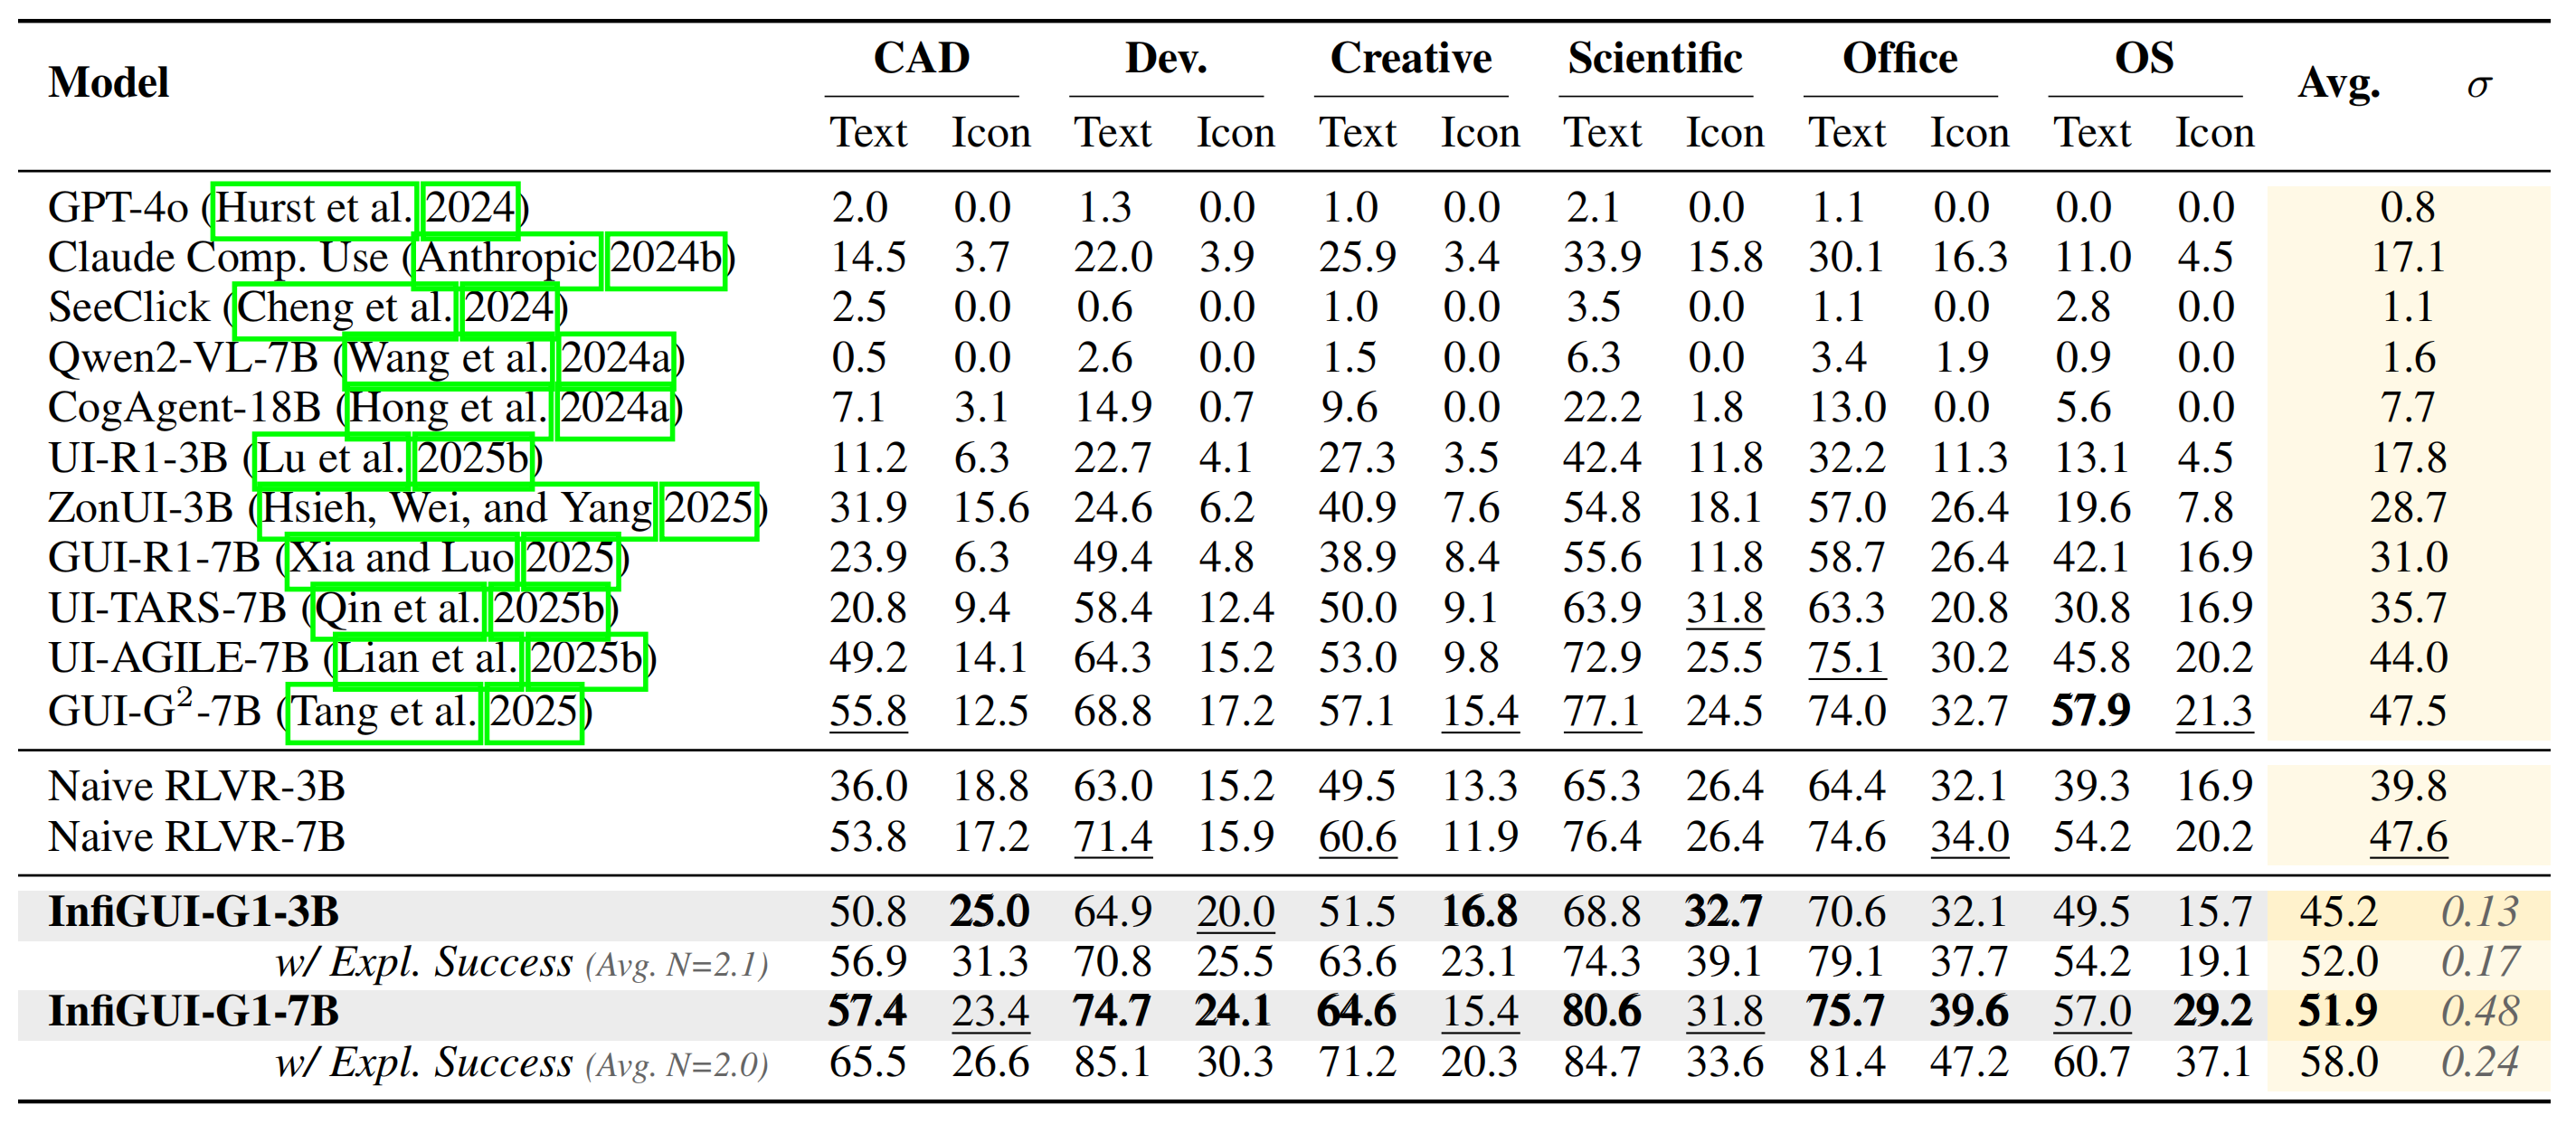 Model CAD Dev. Creative Scientific Office OS Avg. σ
Text Icon Text Icon Text Icon Text Icon Text Icon Text Icon
GPT-4o (Hurst et al. 2024) 2.0 0.0 1.3 0.0 1.0 0.0 2.1 0.0 1.1 0.0 0.0 0.0 0.8
Claude Comp. Use (Anthropic 2024b) 14.5 3.7 22.0 3.9 25.9 3.4 33.9 15.8 30.1 16.3 11.0 4.5 17.1
SeeClick (Cheng et al. 2024) 2.5 0.0 0.6 0.0 1.0 0.0 3.5 0.0 1.1 0.0 2.8 0.0 1.1
Qwen2-VL-7B (Wang et al. 2024a) 0.5 0.0 2.6 0.0 1.5 0.0 6.3 0.0 3.4 1.9 0.9 0.0 1.6
CogAgent-18B (Hong et al. 2024a) 7.1 3.1 14.9 0.7 9.6 0.0 22.2 1.8 13.0 0.0 5.6 0.0 7.7
UI-R1-3B (Lu et al. 2025b) 11.2 6.3 22.7 4.1 27.3 3.5 42.4 11.8 32.2 11.3 13.1 4.5 17.8
ZonUI-3B (Hsieh, Wei, and Yang 2025) 31.9 15.6 24.6 6.2 40.9 7.6 54.8 18.1 57.0 26.4 19.6 7.8 28.7
GUI-R1-7B (Xia and Luo 2025) 23.9 6.3 49.4 4.8 38.9 8.4 55.6 11.8 58.7 26.4 42.1 16.9 31.0
UI-TARS-7B (Qin et al. 2025b) 20.8 9.4 58.4 12.4 50.0 9.1 63.9 31.8 63.3 20.8 30.8 16.9 35.7
UI-AGILE-7B (Lian et al. 2025b) 49.2 14.1 64.3 15.2 53.0 9.8 72.9 25.5 75.1 30.2 45.8 20.2 44.0
GUI-G²-7B (Tang et al. 2025) 55.8 12.5 68.8 17.2 57.1 15.4 77.1 24.5 74.0 32.7 57.9 21.3 47.5
Naive RLVR-3B 36.0 18.8 63.0 15.2 49.5 13.3 65.3 26.4 64.4 32.1 39.3 16.9 39.8
Naive RLVR-7B 53.8 17.2 71.4 15.9 60.6 11.9 76.4 26.4 74.6 34.0 54.2 20.2 47.6
InfiGUI-G1-3B 50.8 25.0 64.9 20.0 51.5 16.8 68.8 32.7 70.6 32.1 49.5 15.7 45.2 0.13
w/ Expl. Success (Avg. N=2.1) 56.9 31.3 70.8 25.5 63.6 23.1 74.3 39.1 79.1 37.7 54.2 19.1 52.0 0.17
InfiGUI-G1-7B 57.4 23.4 74.7 24.1 64.6 15.4 80.6 31.8 75.7 39.6 57.0 29.2 51.9 0.48
w/ Expl. Success (Avg. N=2.0) 65.5 26.6 85.1 30.3 71.2 20.3 84.7 33.6 81.4 47.2 60.7 37.1 58.0 0.24